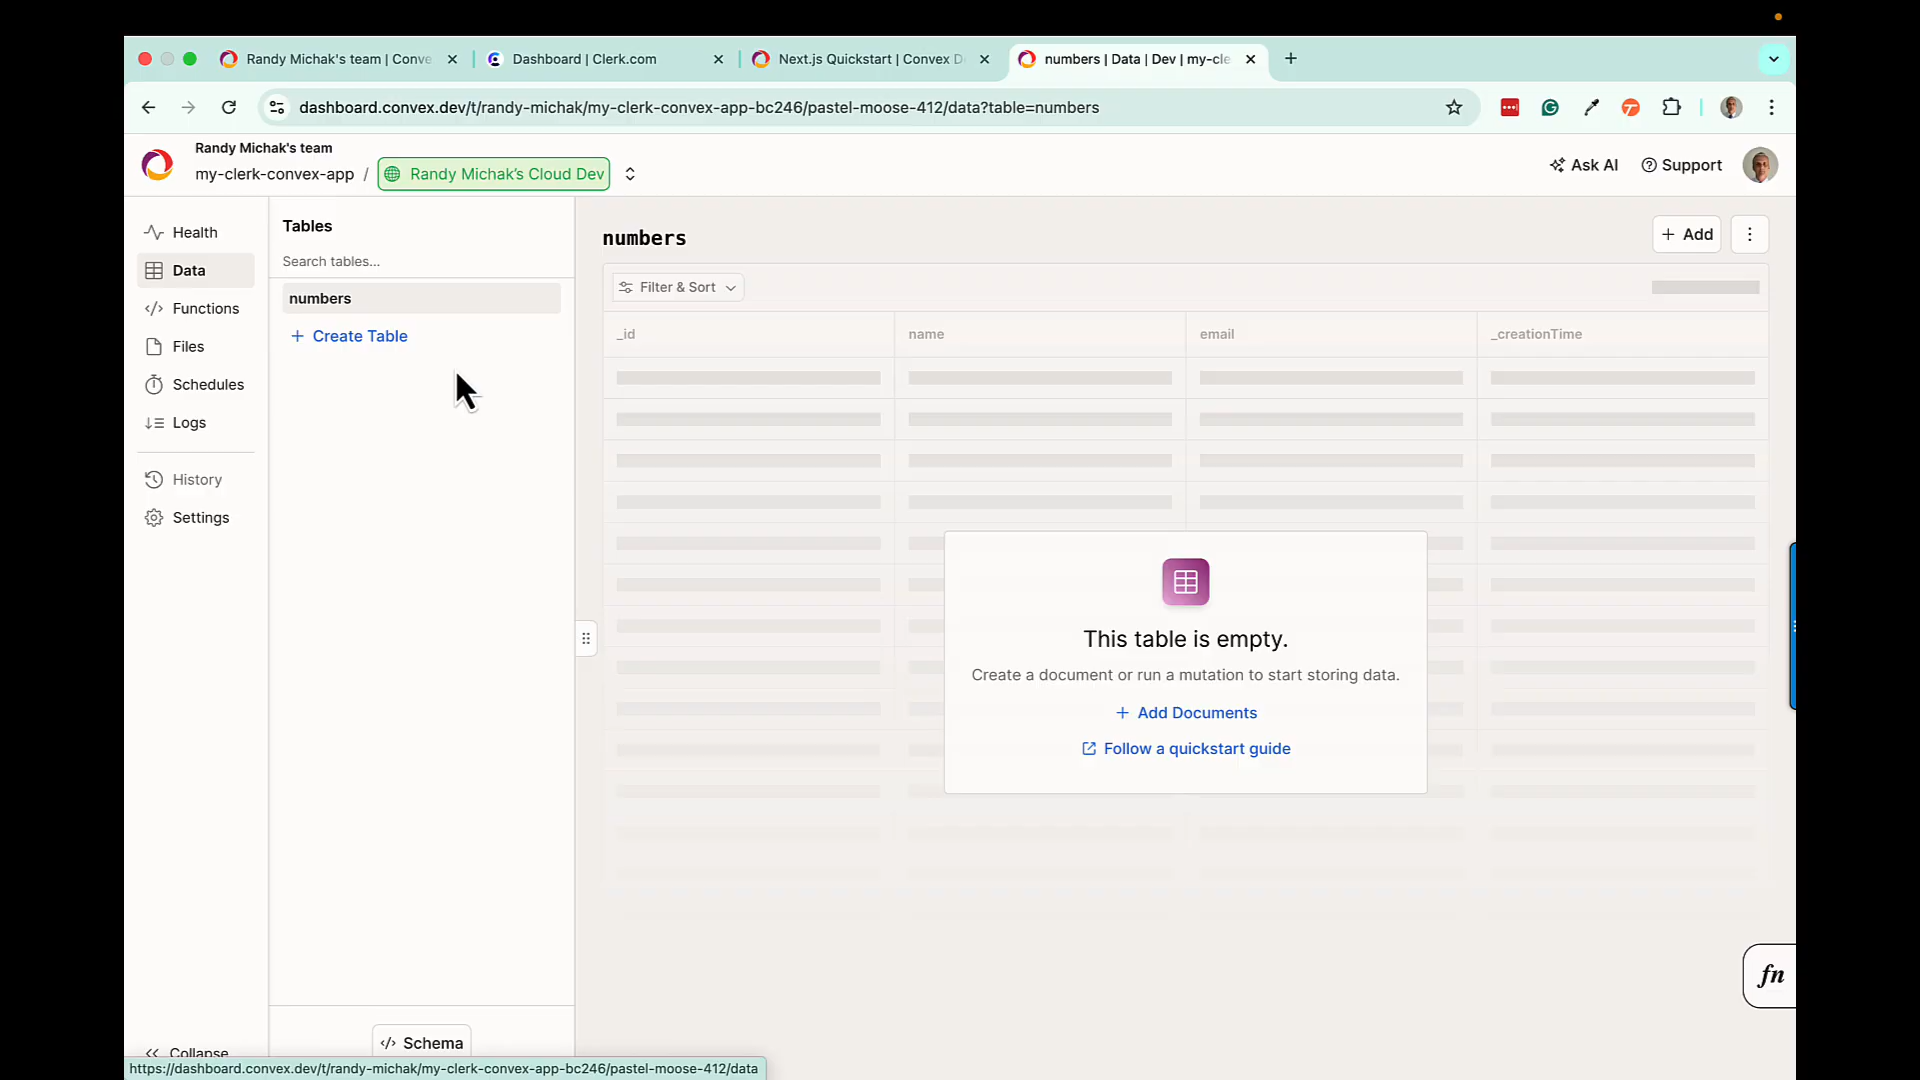 Randy Michak's team | Conve
Dashboard | Clerk.com
Next.js Quickstart | Convex D
numbers | Data | Dev | my-cle
dashboard.convex.dev/t/randy-michak/my-clerk-convex-app-bc246/pastel-moose-412/data?table=numbers
Randy Michak's team
my-clerk-convex-app / Randy Michak's Cloud Dev
Ask AI
Support
Health
Data
Functions
Files
Schedules
Logs
History
Settings
Collapse
Tables
Search tables...
numbers
+ Create Table
Schema
numbers
+ Add
Filter & Sort
_id name email _creationTime
This table is empty.
Create a document or run a mutation to start storing data.
+ Add Documents
Follow a quickstart guide
fn
https://dashboard.convex.dev/t/randy-michak/my-clerk-convex-app-bc246/pastel-moose-412/data